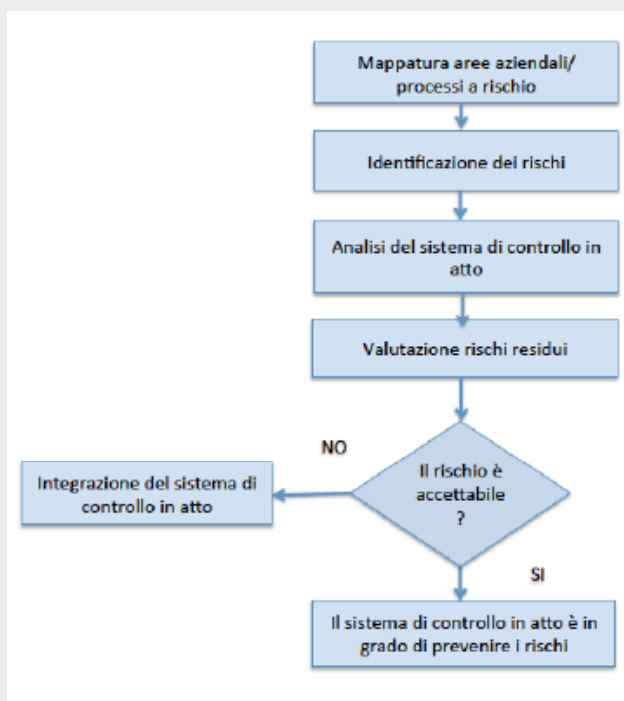 Mappatura aree aziendali/
processi a rischio
Identificazione dei rischi
Analisi del sistema di controllo in
atto
Valutazione rischi residui
NO
Il rischio è
accettabile
?
Integrazione del sistema di
controllo in atto
SI
Il sistema di controllo in atto è in
grado di prevenire i rischi